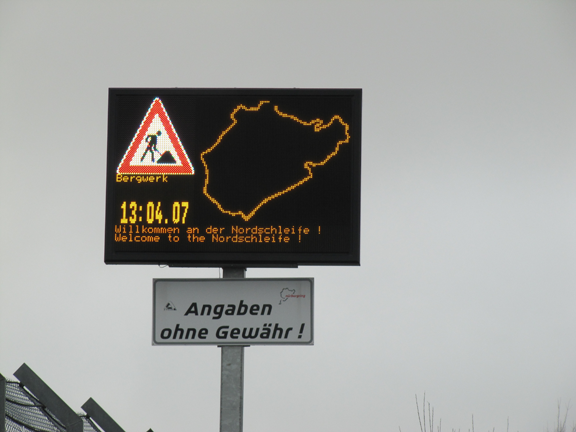 Bergwerk
13:04.07
Willkommen an der Nordschleife !
Welcome to the Nordschleife !
Angaben
ohne Gewähr !